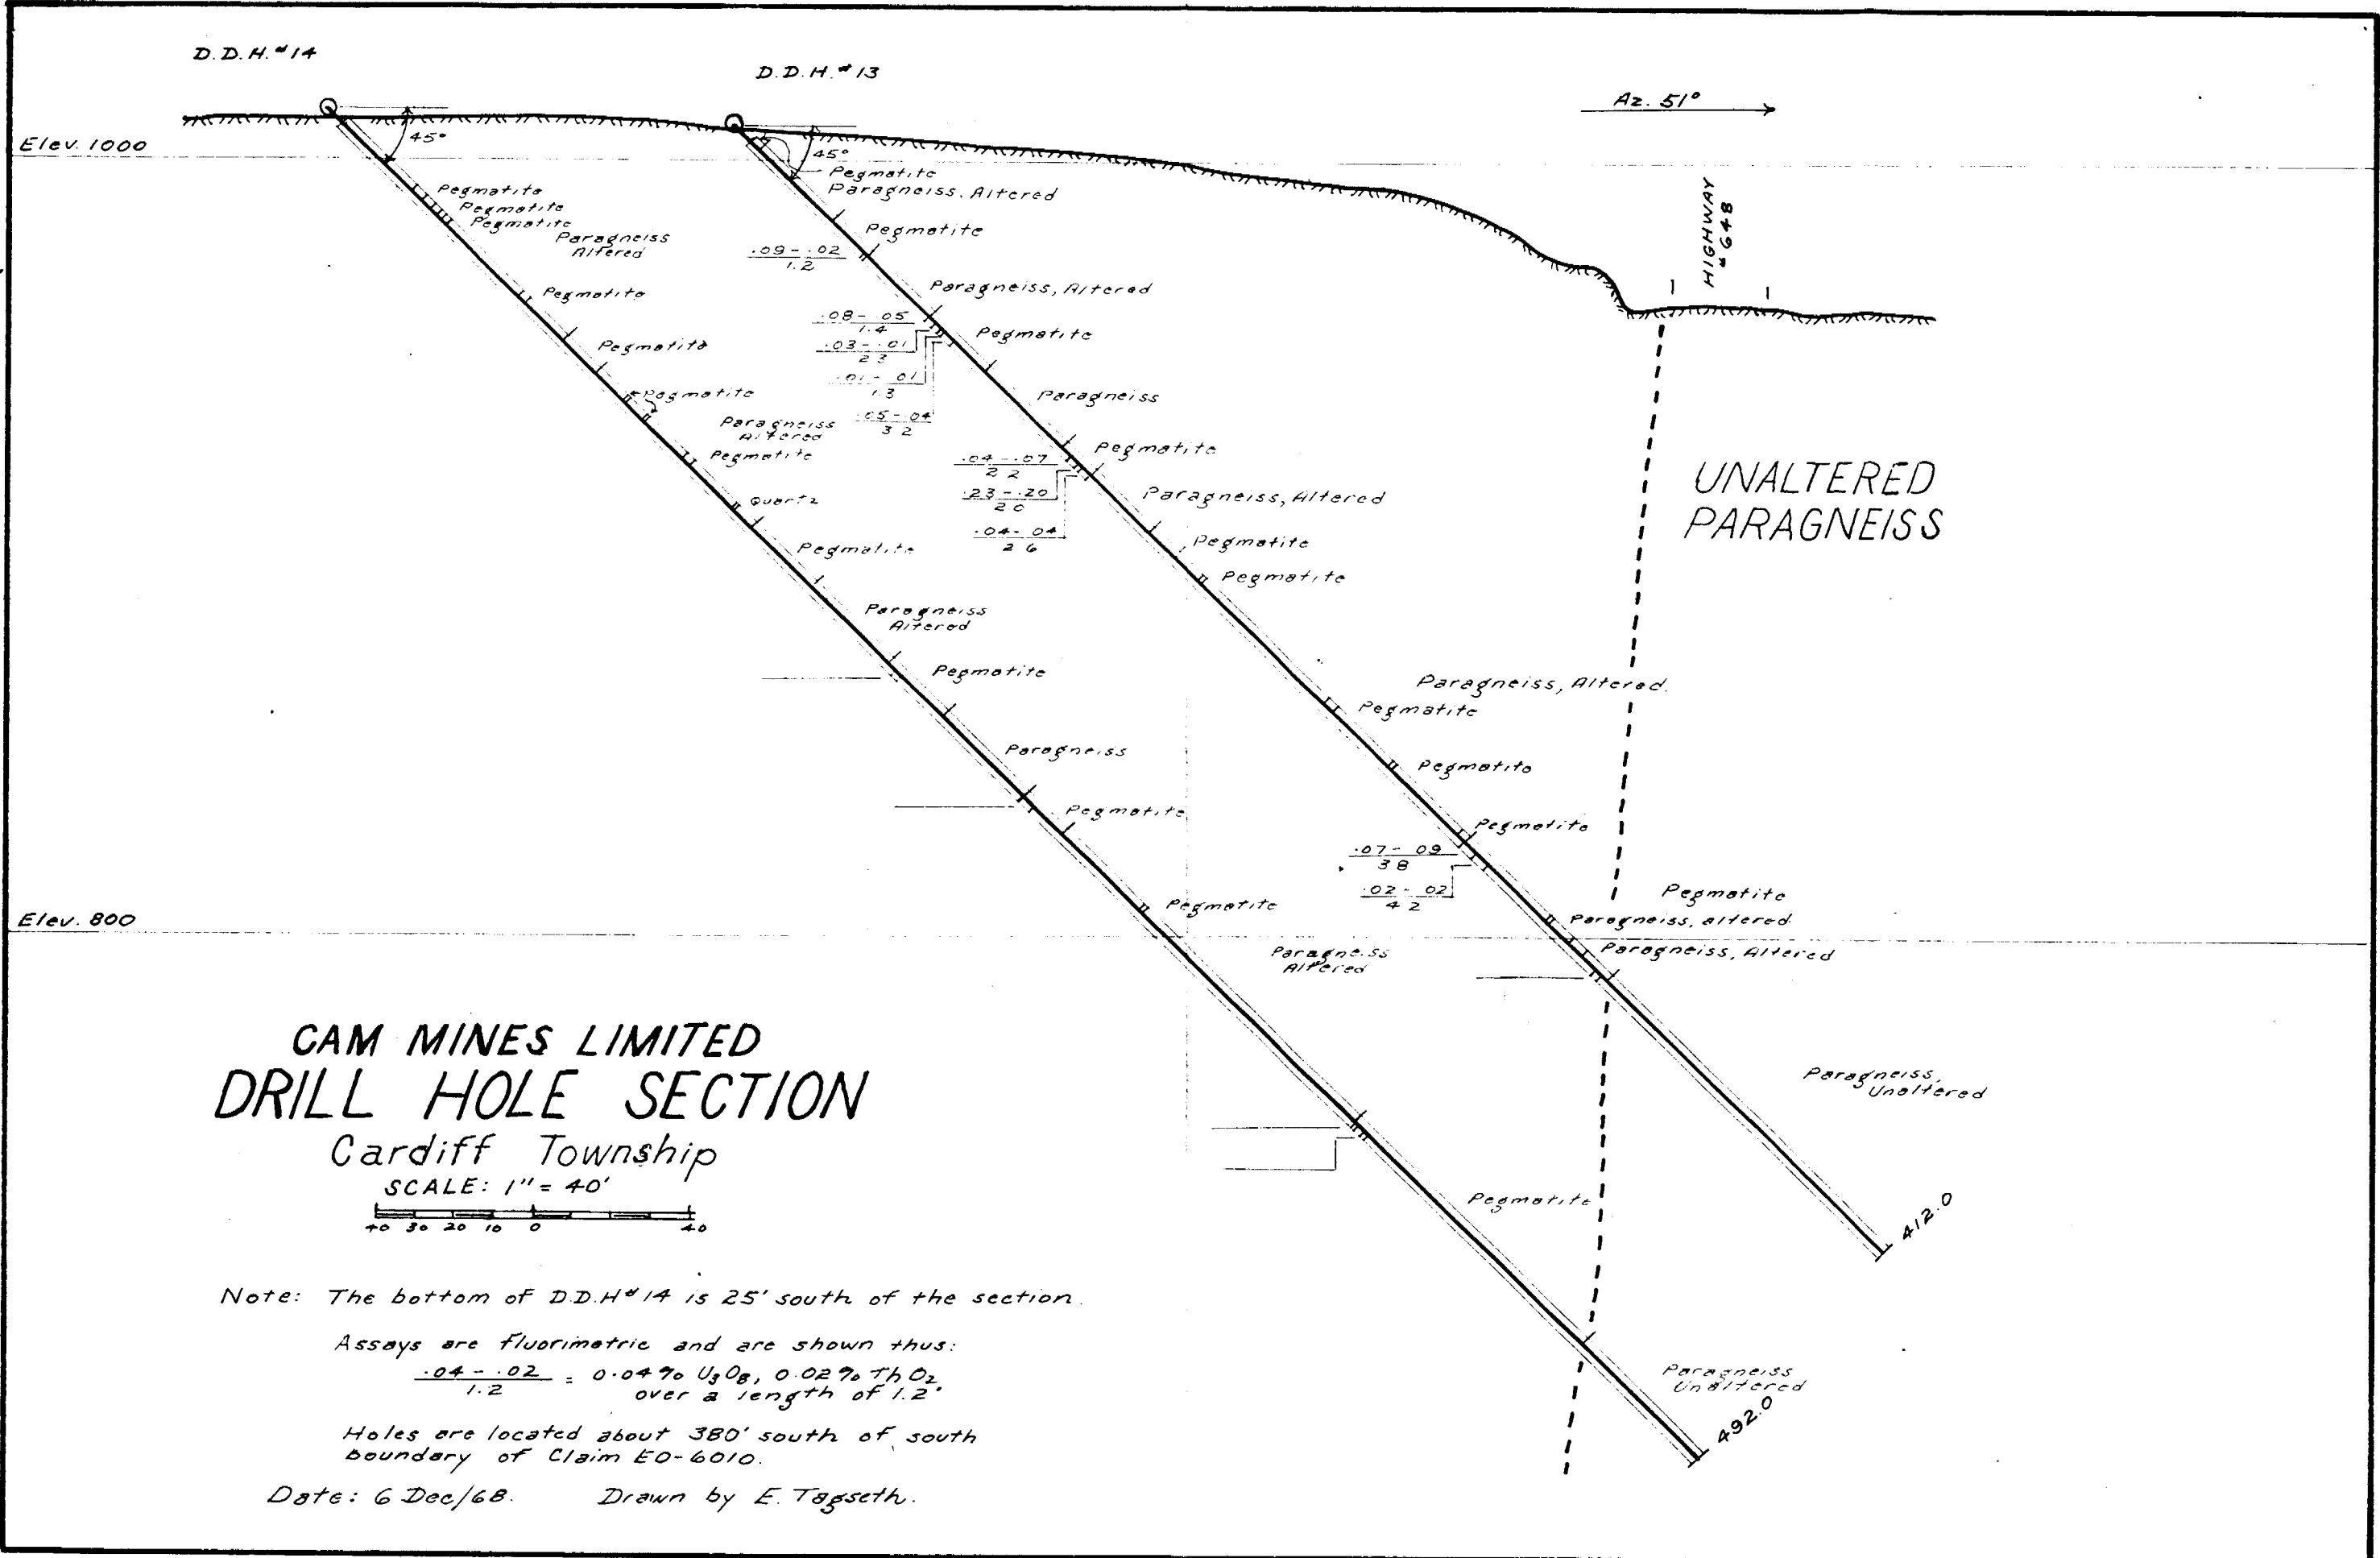 D.D.H. #14
D.D.H. #13
Az. 51°
Elev. 1000
45°
45°
Pegmatite
Paragneiss. Altered
Pegmatite
Pegmatite
Pegmatite
Paragneiss
Altered
Pegmatite
Pegmatite
Pegmatite
Paragneiss
Altered
Pegmatite
Quartz
Pegmatite
Paragneiss
Altered
Pegmatite
Paragneiss
Pegmatite
Pegmatite
Paragneiss
Altered
Pegmatite
Paragneiss
Unaltered
492.0
Pegmatite
.09 - .02
1.2
Paragneiss, Altered
.08 - .05
1.4
.03 - .01
2.3
.01 - .01
1.3
.05 - .04
3.2
Pegmatite
Paragneiss
Pegmatite
.04 - .07
2.2
.23 - .20
2.0
.04 - .04
2.6
Paragneiss, Altered
Pegmatite
Pegmatite
Paragneiss, Altered.
Pegmatite
Pegmatite
Pegmatite
.07 - .09
3.8
.02 - .02
4.2
Pegmatite
Paragneiss, altered.
Paragneiss, Altered
Paragneiss,
Unaltered
412.0
HIGHWAY
# 648
UNALTERED
PARAGNEISS
Elev. 800
CAM MINES LIMITED
DRILL HOLE SECTION
Cardiff Township
SCALE: 1" = 40'
40 30 20 10 0 40
Note: The bottom of D.D.H #14 is 25' south of the section.
Assays are fluorimetric and are shown thus:
.04 - .02
1.2
= 0.04% U3O8, 0.02% ThO2
over a length of 1.2'
Holes are located about 380' south of south
boundary of Claim EO-6010.
Date: 6 Dec/68. Drawn by E. Tagseth.